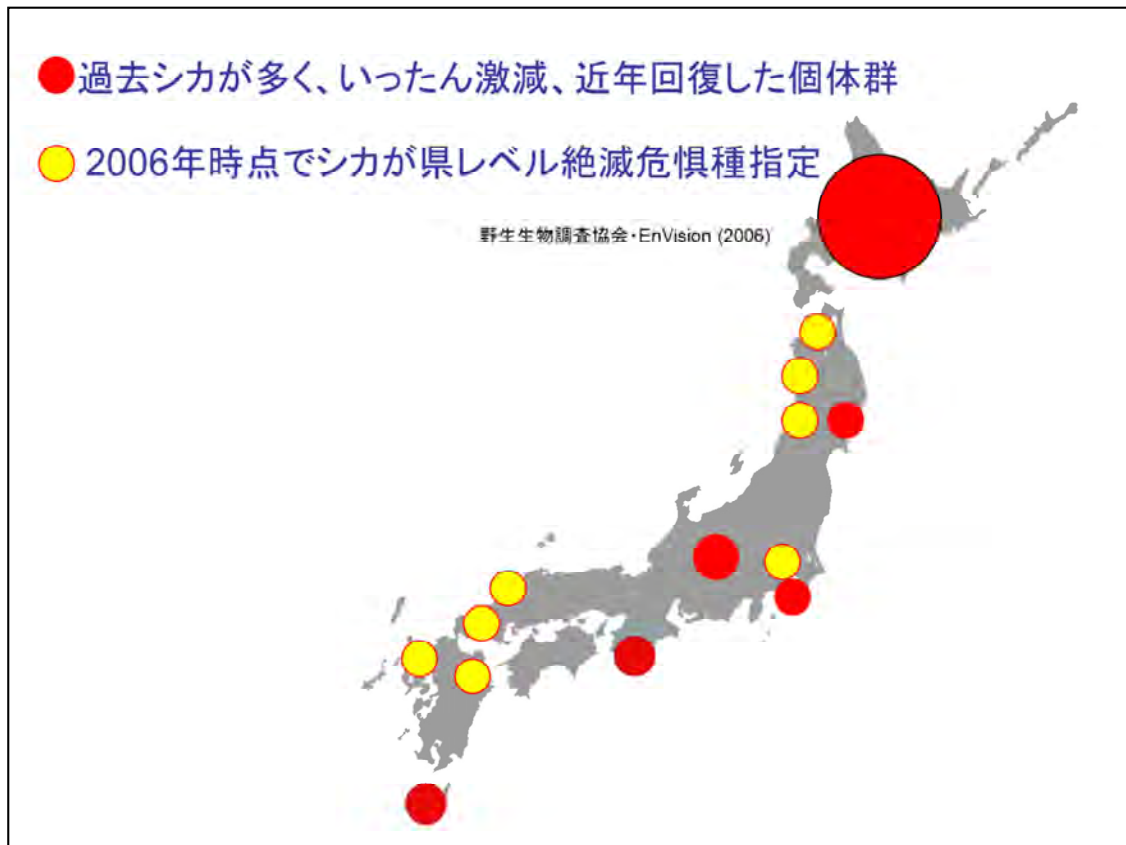 過去シカが多く、いったん激減、近年回復した個体群
2006年時点でシカが県レベル絶滅危惧種指定
野生生物調査協会・EnVision (2006)